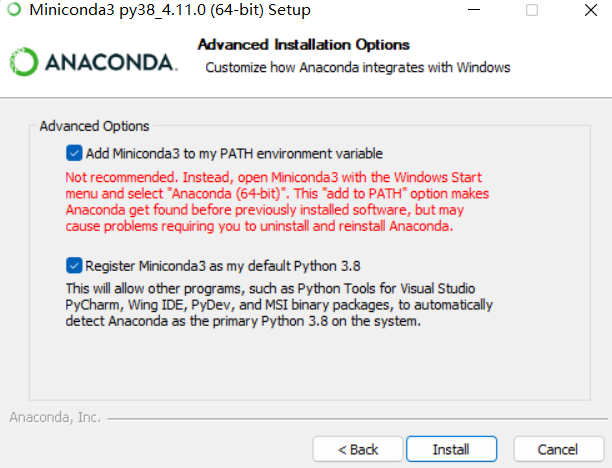 Miniconda3 py38_4.11.0 (64-bit) Setup
ANACONDA.
Advanced Installation Options
Customize how Anaconda integrates with Windows
Advanced Options
Add Miniconda3 to my PATH environment variable
Not recommended. Instead, open Miniconda3 with the Windows Start
menu and select "Anaconda (64-bit)". This "add to PATH" option makes
Anaconda get found before previously installed software, but may
cause problems requiring you to uninstall and reinstall Anaconda.
Register Miniconda3 as my default Python 3.8
This will allow other programs, such as Python Tools for Visual Studio
PyCharm, Wing IDE, PyDev, and MSI binary packages, to automatically
detect Anaconda as the primary Python 3.8 on the system.
Anaconda, Inc.
< Back Install Cancel